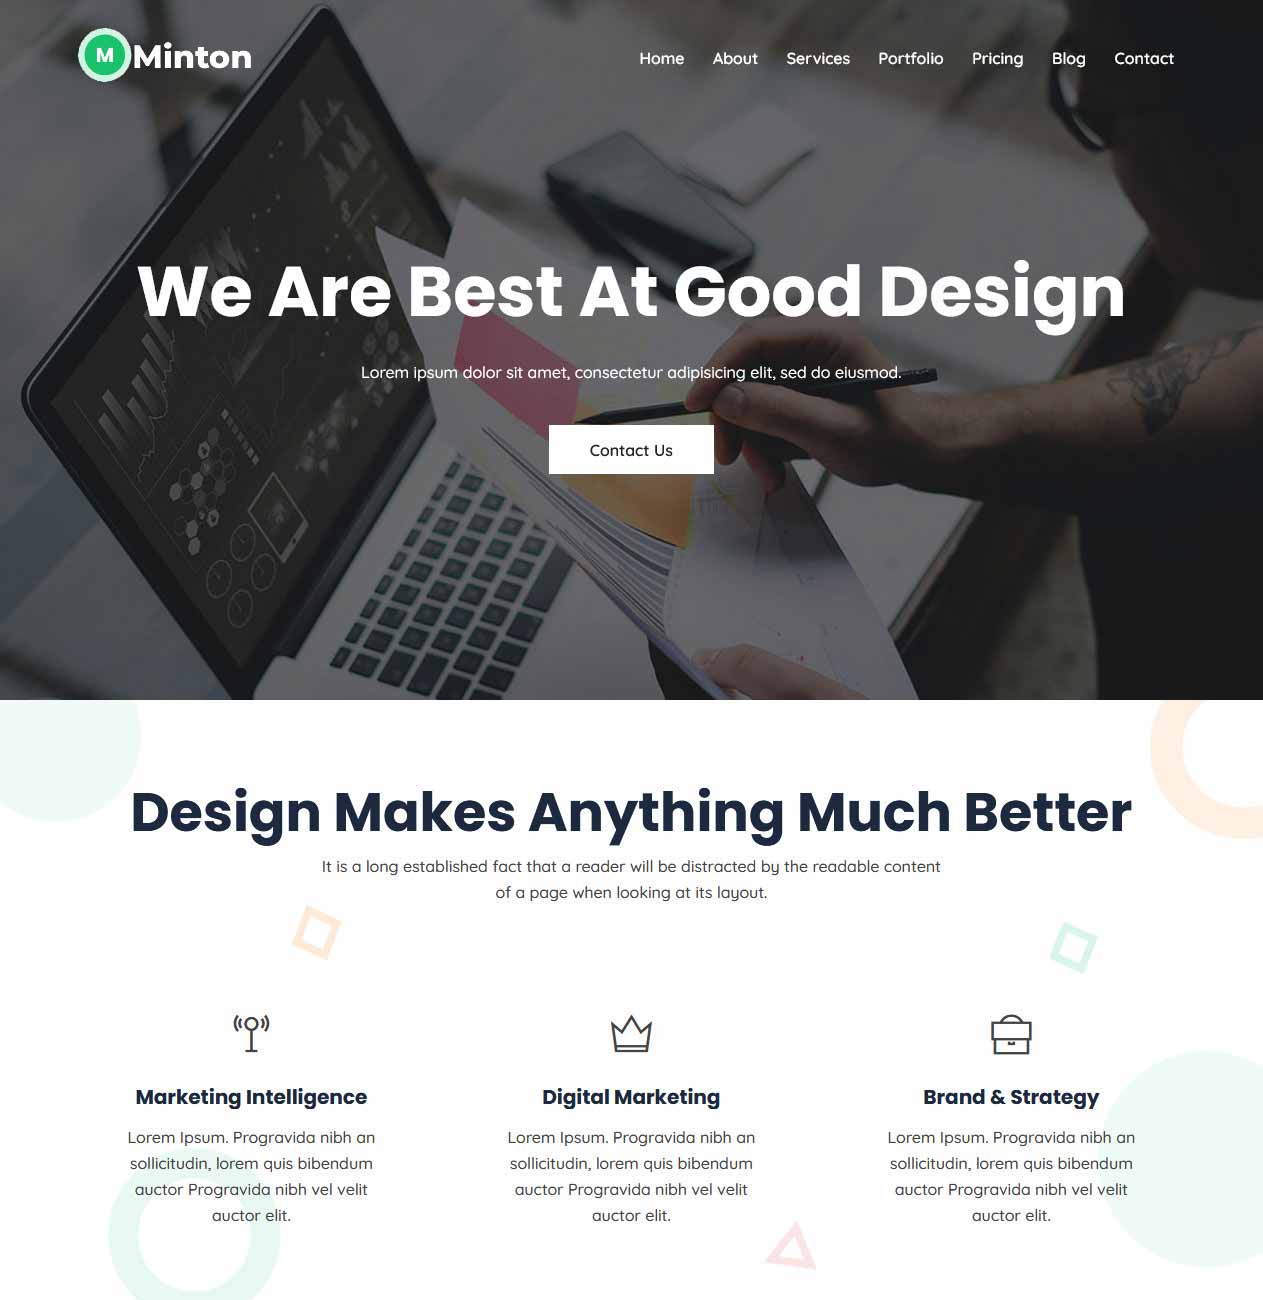 M Minton
Home About Services Portfolio Pricing Blog Contact
We Are Best At Good Design
Lorem ipsum dolor sit amet, consectetur adipisicing elit, sed do eiusmod.
Contact Us
Design Makes Anything Much Better
It is a long established fact that a reader will be distracted by the readable content
of a page when looking at its layout.
Marketing Intelligence
Lorem Ipsum. Progravida nibh an
sollicitudin, lorem quis bibendum
auctor Progravida nibh vel velit
auctor elit.
Digital Marketing
Lorem Ipsum. Progravida nibh an
sollicitudin, lorem quis bibendum
auctor Progravida nibh vel velit
auctor elit.
Brand & Strategy
Lorem Ipsum. Progravida nibh an
sollicitudin, lorem quis bibendum
auctor Progravida nibh vel velit
auctor elit.